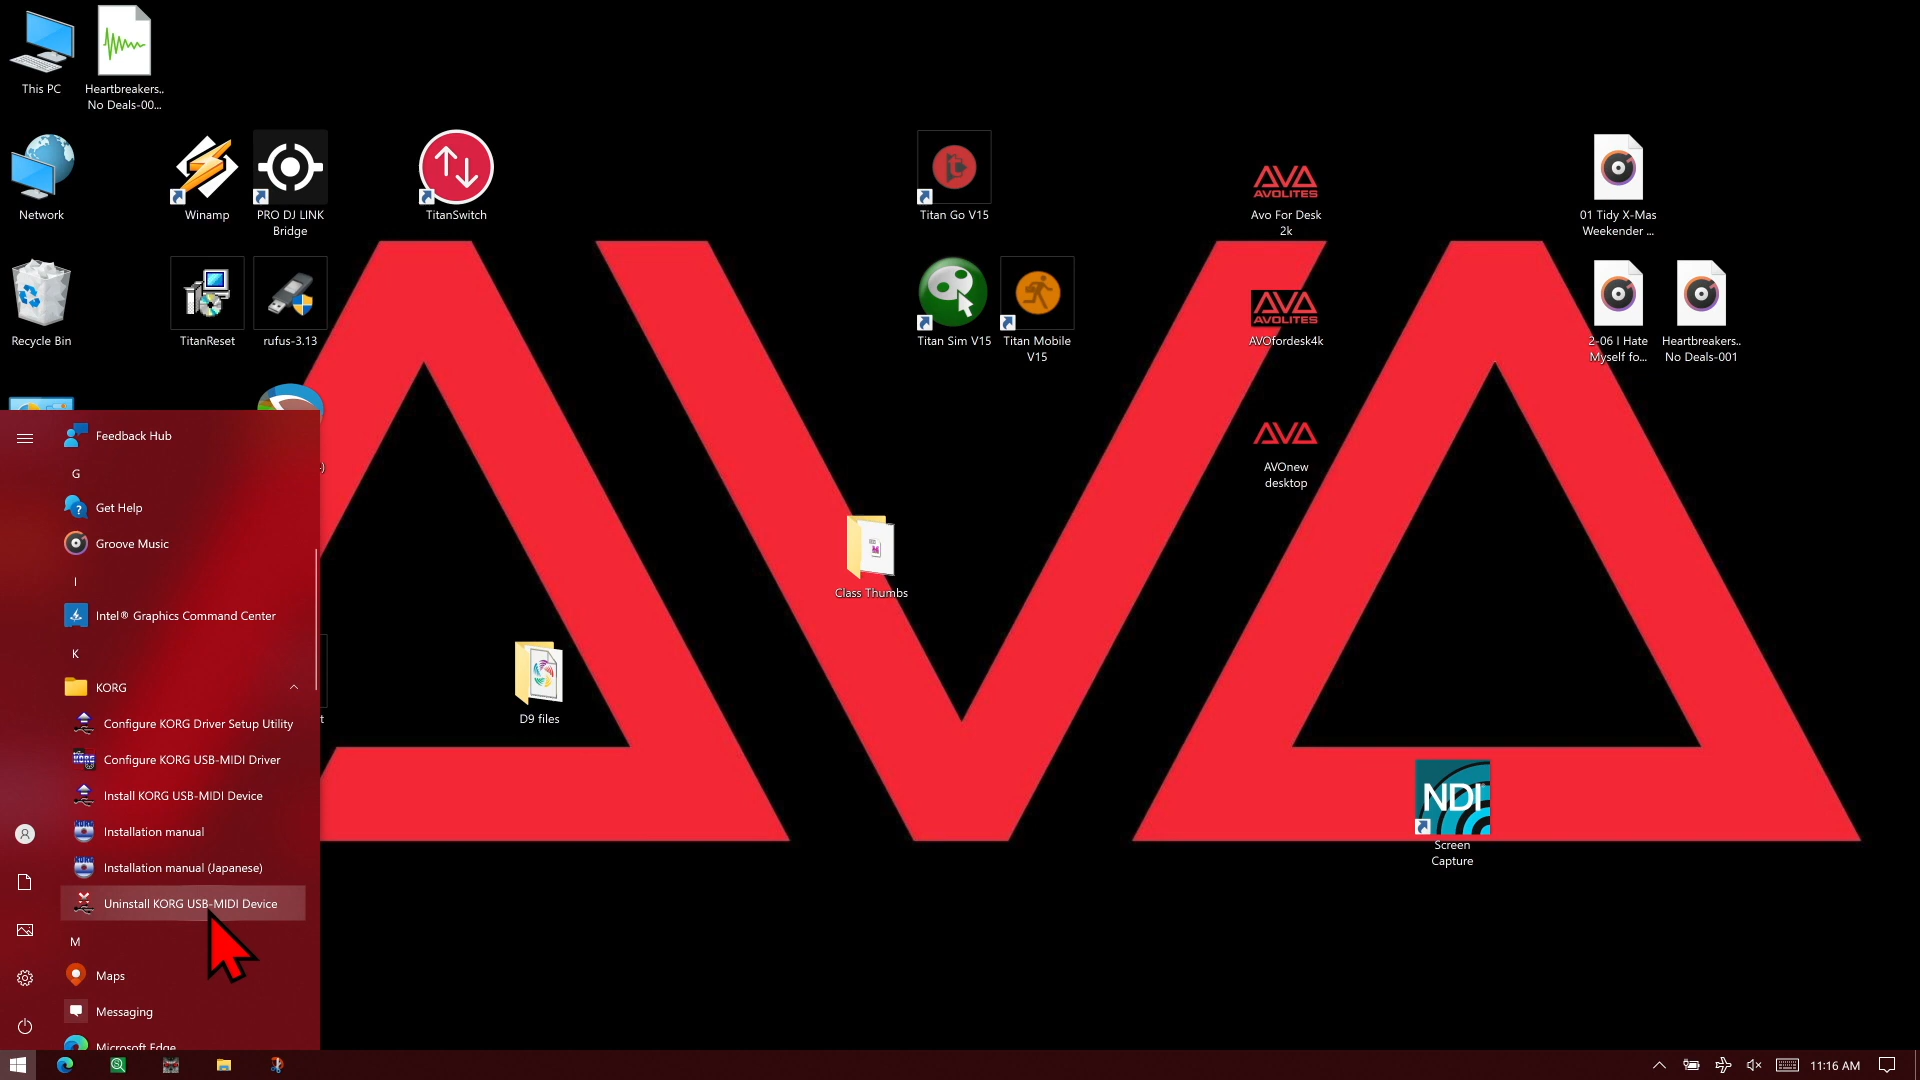 This PC
Heartbreakers..
No Deals-00...
Network
Winamp
PRO DJ LINK
Bridge
TitanSwitch
Titan Go V15
AVOLITES
Avo For Desk
2k
01 Tidy X-Mas
Weekender ...
Recycle Bin
TitanReset
rufus-3.13
Titan Sim V15
Titan Mobile
V15
AVOLITES
AVOfordesk4k
2-06 I Hate
Myself fo...
Heartbreakers..
No Deals-001
AVOnew
desktop
Class Thumbs
D9 files
NDI
Screen
Capture
Feedback Hub
G
Get Help
Groove Music
I
Intel® Graphics Command Center
K
KORG
Configure KORG Driver Setup Utility
Configure KORG USB-MIDI Driver
Install KORG USB-MIDI Device
Installation manual
Installation manual (Japanese)
Uninstall KORG USB-MIDI Device
M
Maps
Messaging
Microsoft Edge
11:16 AM